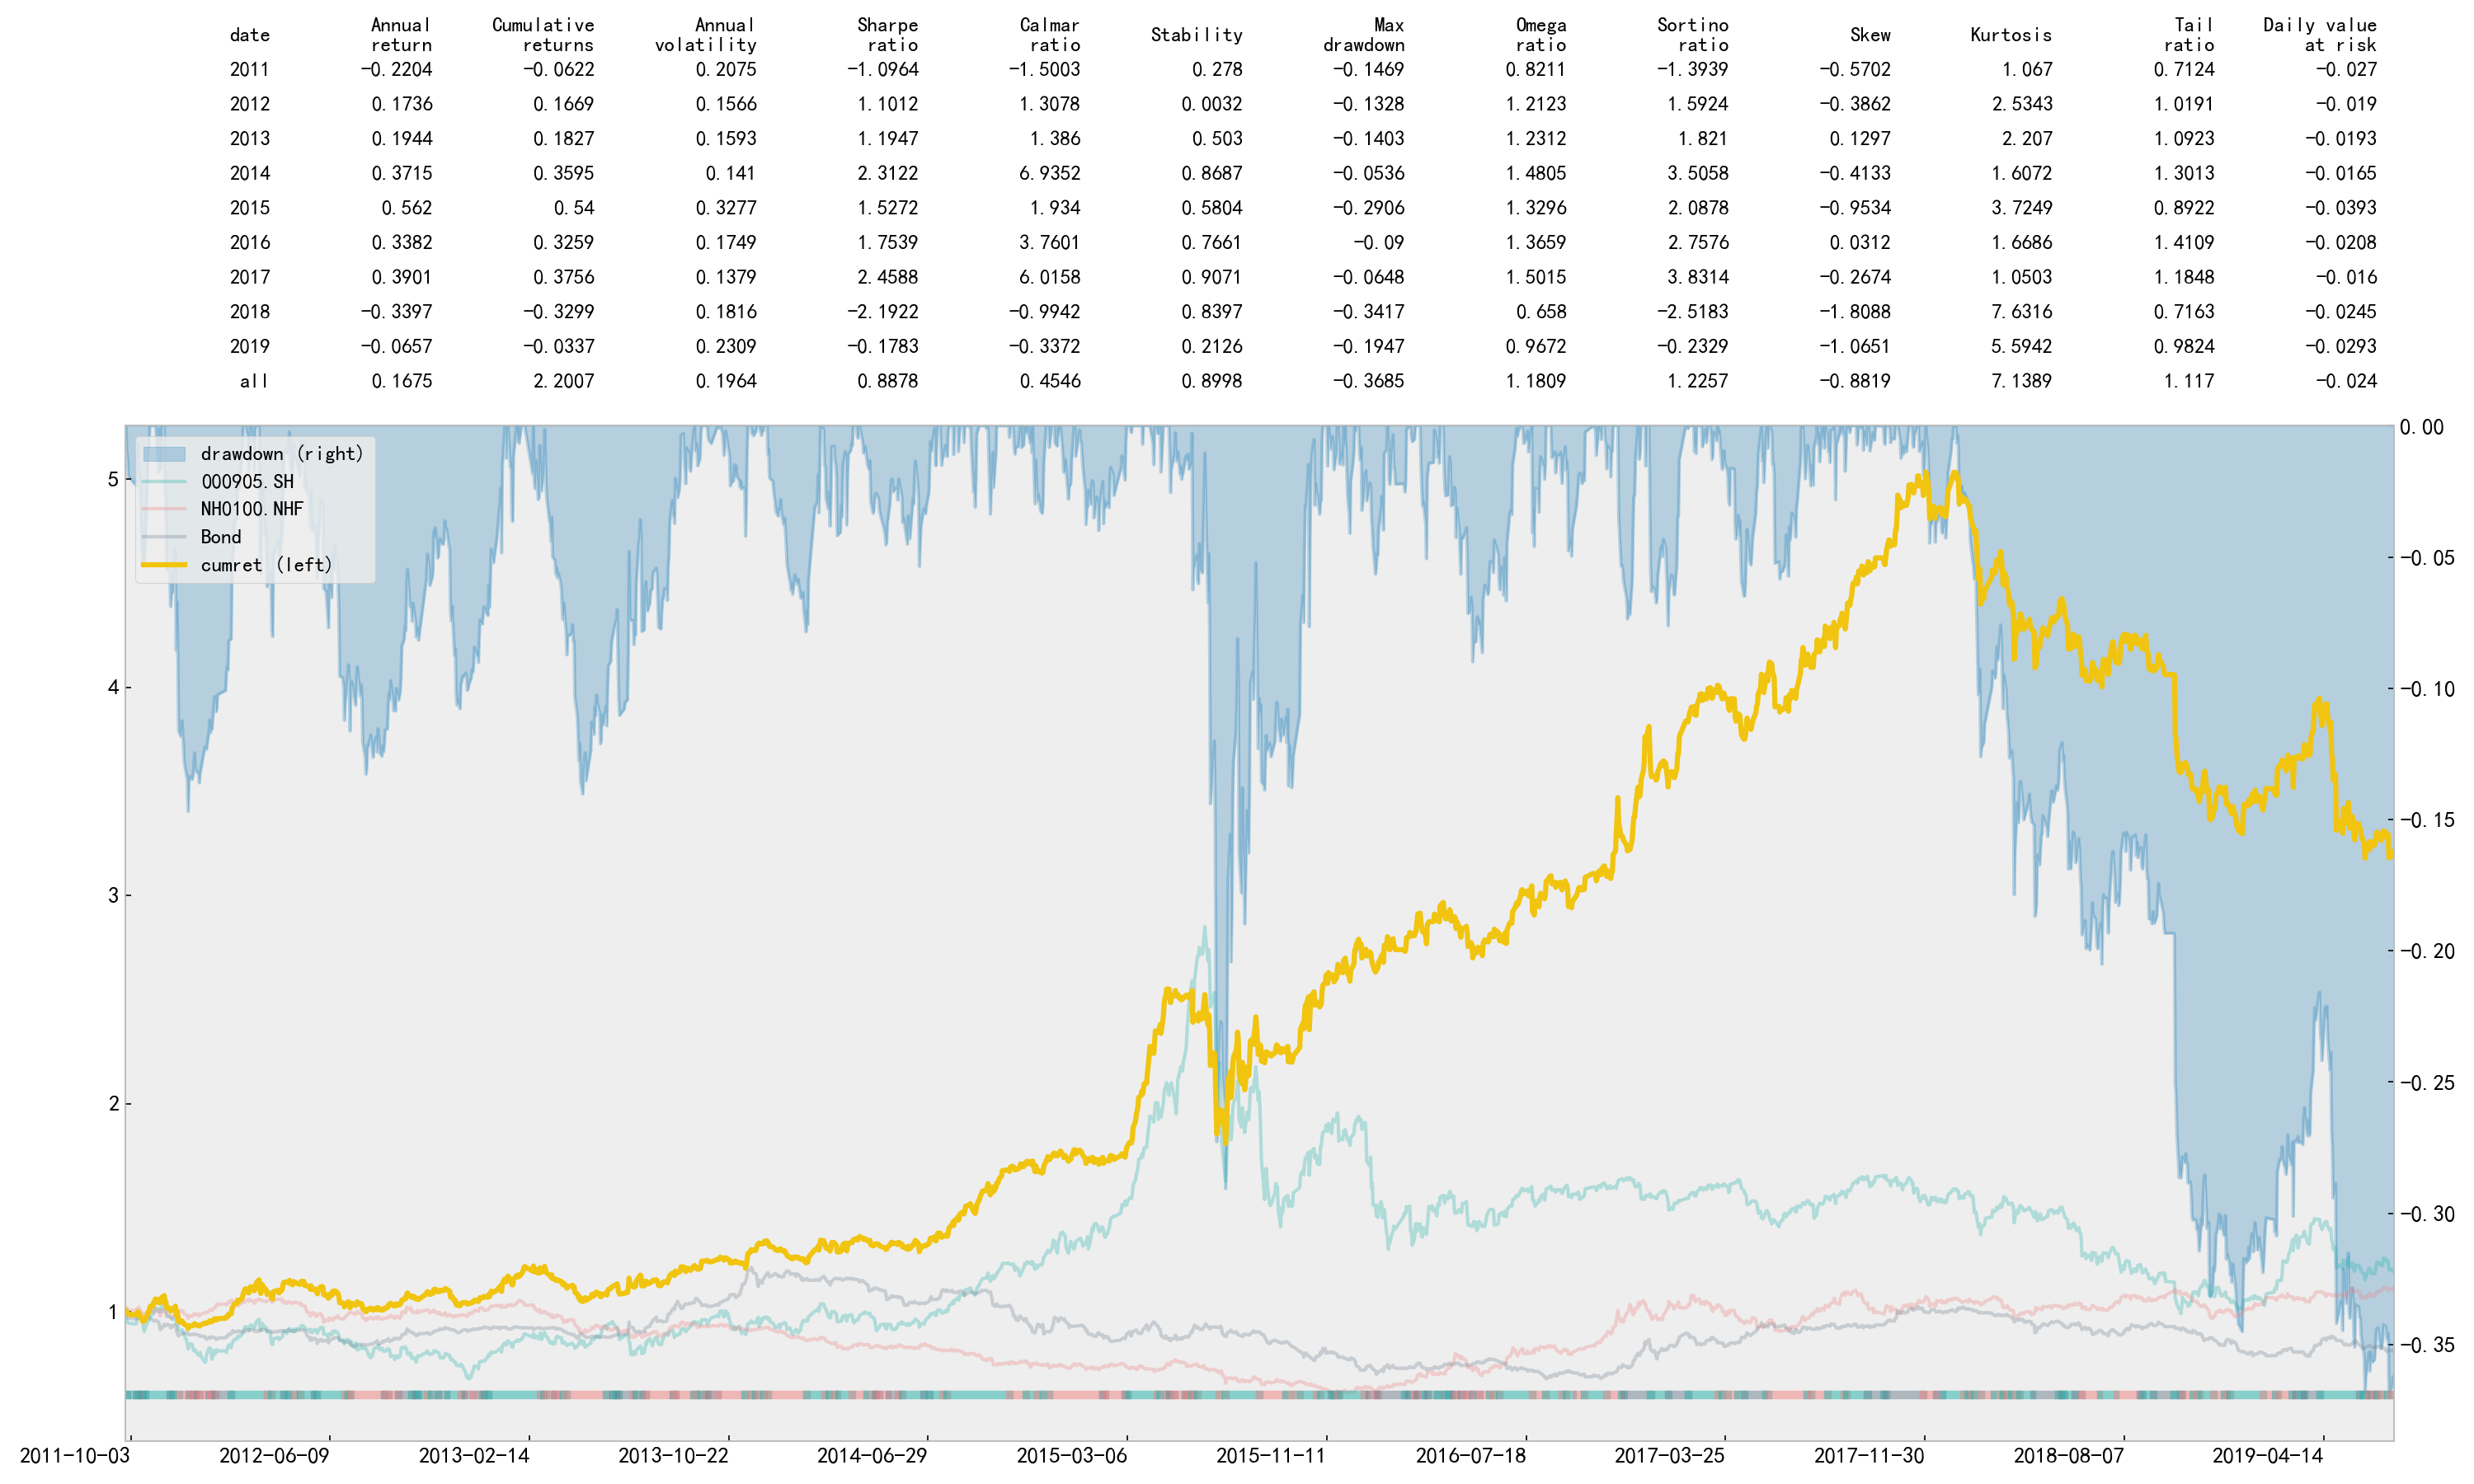 date Annual return Cumulative returns Annual volatility Sharpe ratio Calmar ratio Stability Max drawdown Omega ratio Sortino ratio Skew Kurtosis Tail ratio Daily value at risk
2011 -0.2204 -0.0622 0.2075 -1.0964 -1.5003 0.278 -0.1469 0.8211 -1.3939 -0.5702 1.067 0.7124 -0.027
2012 0.1736 0.1669 0.1566 1.1012 1.3078 0.0032 -0.1328 1.2123 1.5924 -0.3862 2.5343 1.0191 -0.019
2013 0.1944 0.1827 0.1593 1.1947 1.386 0.503 -0.1403 1.2312 1.821 0.1297 2.207 1.0923 -0.0193
2014 0.3715 0.3595 0.141 2.3122 6.9352 0.8687 -0.0536 1.4805 3.5058 -0.4133 1.6072 1.3013 -0.0165
2015 0.562 0.54 0.3277 1.5272 1.934 0.5804 -0.2906 1.3296 2.0878 -0.9534 3.7249 0.8922 -0.0393
2016 0.3382 0.3259 0.1749 1.7539 3.7601 0.7661 -0.09 1.3659 2.7576 0.0312 1.6686 1.4109 -0.0208
2017 0.3901 0.3756 0.1379 2.4588 6.0158 0.9071 -0.0648 1.5015 3.8314 -0.2674 1.0503 1.1848 -0.016
2018 -0.3397 -0.3299 0.1816 -2.1922 -0.9942 0.8397 -0.3417 0.658 -2.5183 -1.8088 7.6316 0.7163 -0.0245
2019 -0.0657 -0.0337 0.2309 -0.1783 -0.3372 0.2126 -0.1947 0.9672 -0.2329 -1.0651 5.5942 0.9824 -0.0293
all 0.1675 2.2007 0.1964 0.8878 0.4546 0.8998 -0.3685 1.1809 1.2257 -0.8819 7.1389 1.117 -0.024
drawdown (right)
000905.SH
NH0100.NHF
Bond
cumret (left)
5
4
3
2
1
0.00
-0.05
-0.10
-0.15
-0.20
-0.25
-0.30
-0.35
2011-10-03 2012-06-09 2013-02-14 2013-10-22 2014-06-29 2015-03-06 2015-11-11 2016-07-18 2017-03-25 2017-11-30 2018-08-07 2019-04-14